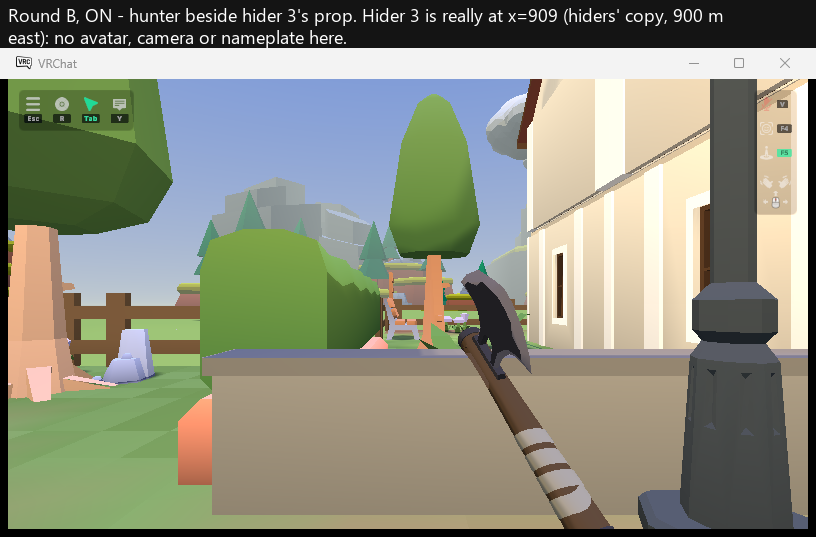 Round B, ON - hunter beside hider 3's prop. Hider 3 is really at x=909 (hiders' copy, 900 m
east): no avatar, camera or nameplate here.
VRC VRChat
Esc R Tab Y
V
F4
F5